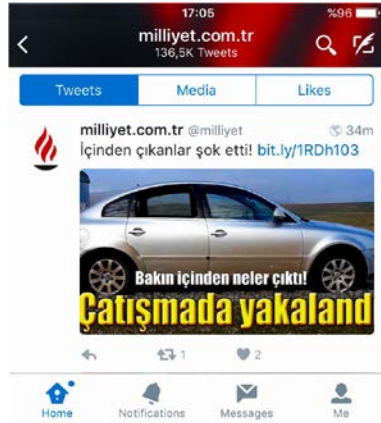 17:05
%96
milliyet.com.tr
136,5K Tweets
Tweets
Media
Likes
milliyet.com.tr @milliyet
34m
İçinden çıkanlar şok etti! bit.ly/1RDh103
Bakın içinden neler çıktı!
Çatışmada yakaland
1
2
Home
Notifications
Messages
Me